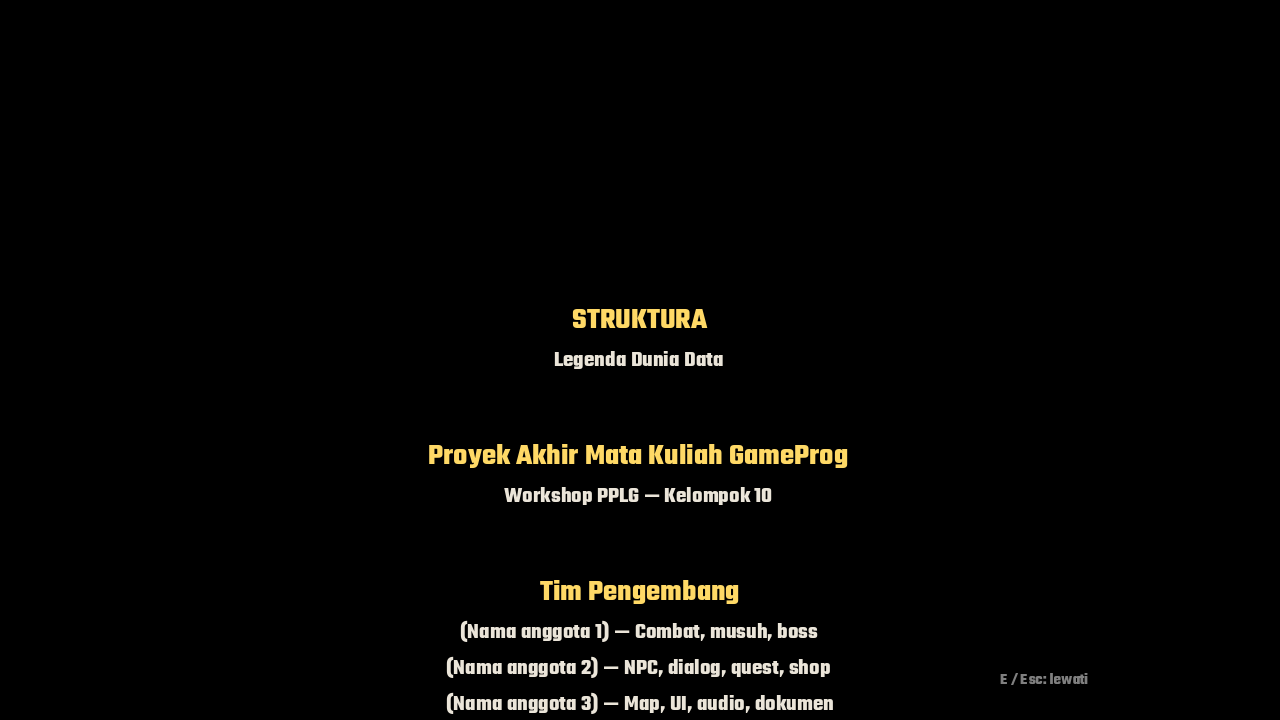 STRUKTURA
Legenda Dunia Data
Proyek Akhir Mata Kuliah GameProg
Workshop PPLG — Kelompok 10
Tim Pengembang
(Nama anggota 1) — Combat, musuh, boss
(Nama anggota 2) — NPC, dialog, quest, shop
(Nama anggota 3) — Map, UI, audio, dokumen
E / Esc: lewati